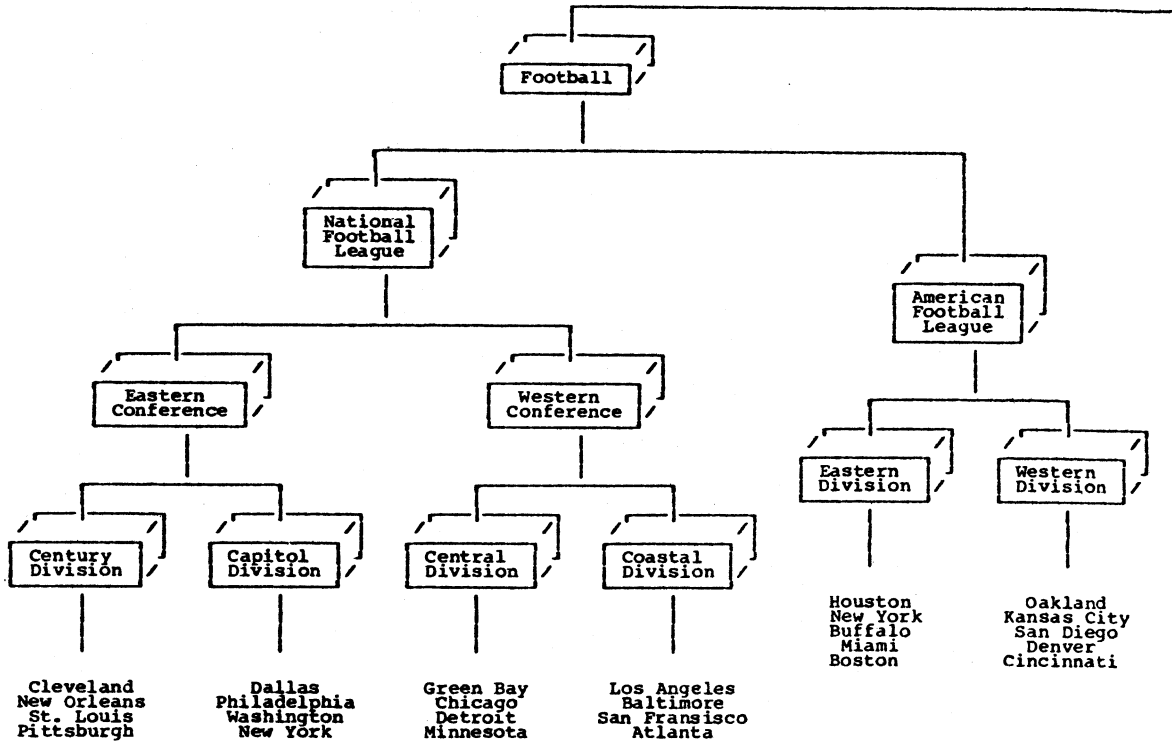 Football
National
Football
League
American
Football
League
Eastern
Conference
Western
Conference
Eastern
Division
Western
Division
Century
Division
Capitol
Division
Central
Division
Coastal
Division
Houston
New York
Buffalo
Miami
Boston
Oakland
Kansas City
San Diego
Denver
Cincinnati
Cleveland
New Orleans
St. Louis
Pittsburgh
Dallas
Philadelphia
Washington
New York
Green Bay
Chicago
Detroit
Minnesota
Los Angeles
Baltimore
San Fransisco
Atlanta